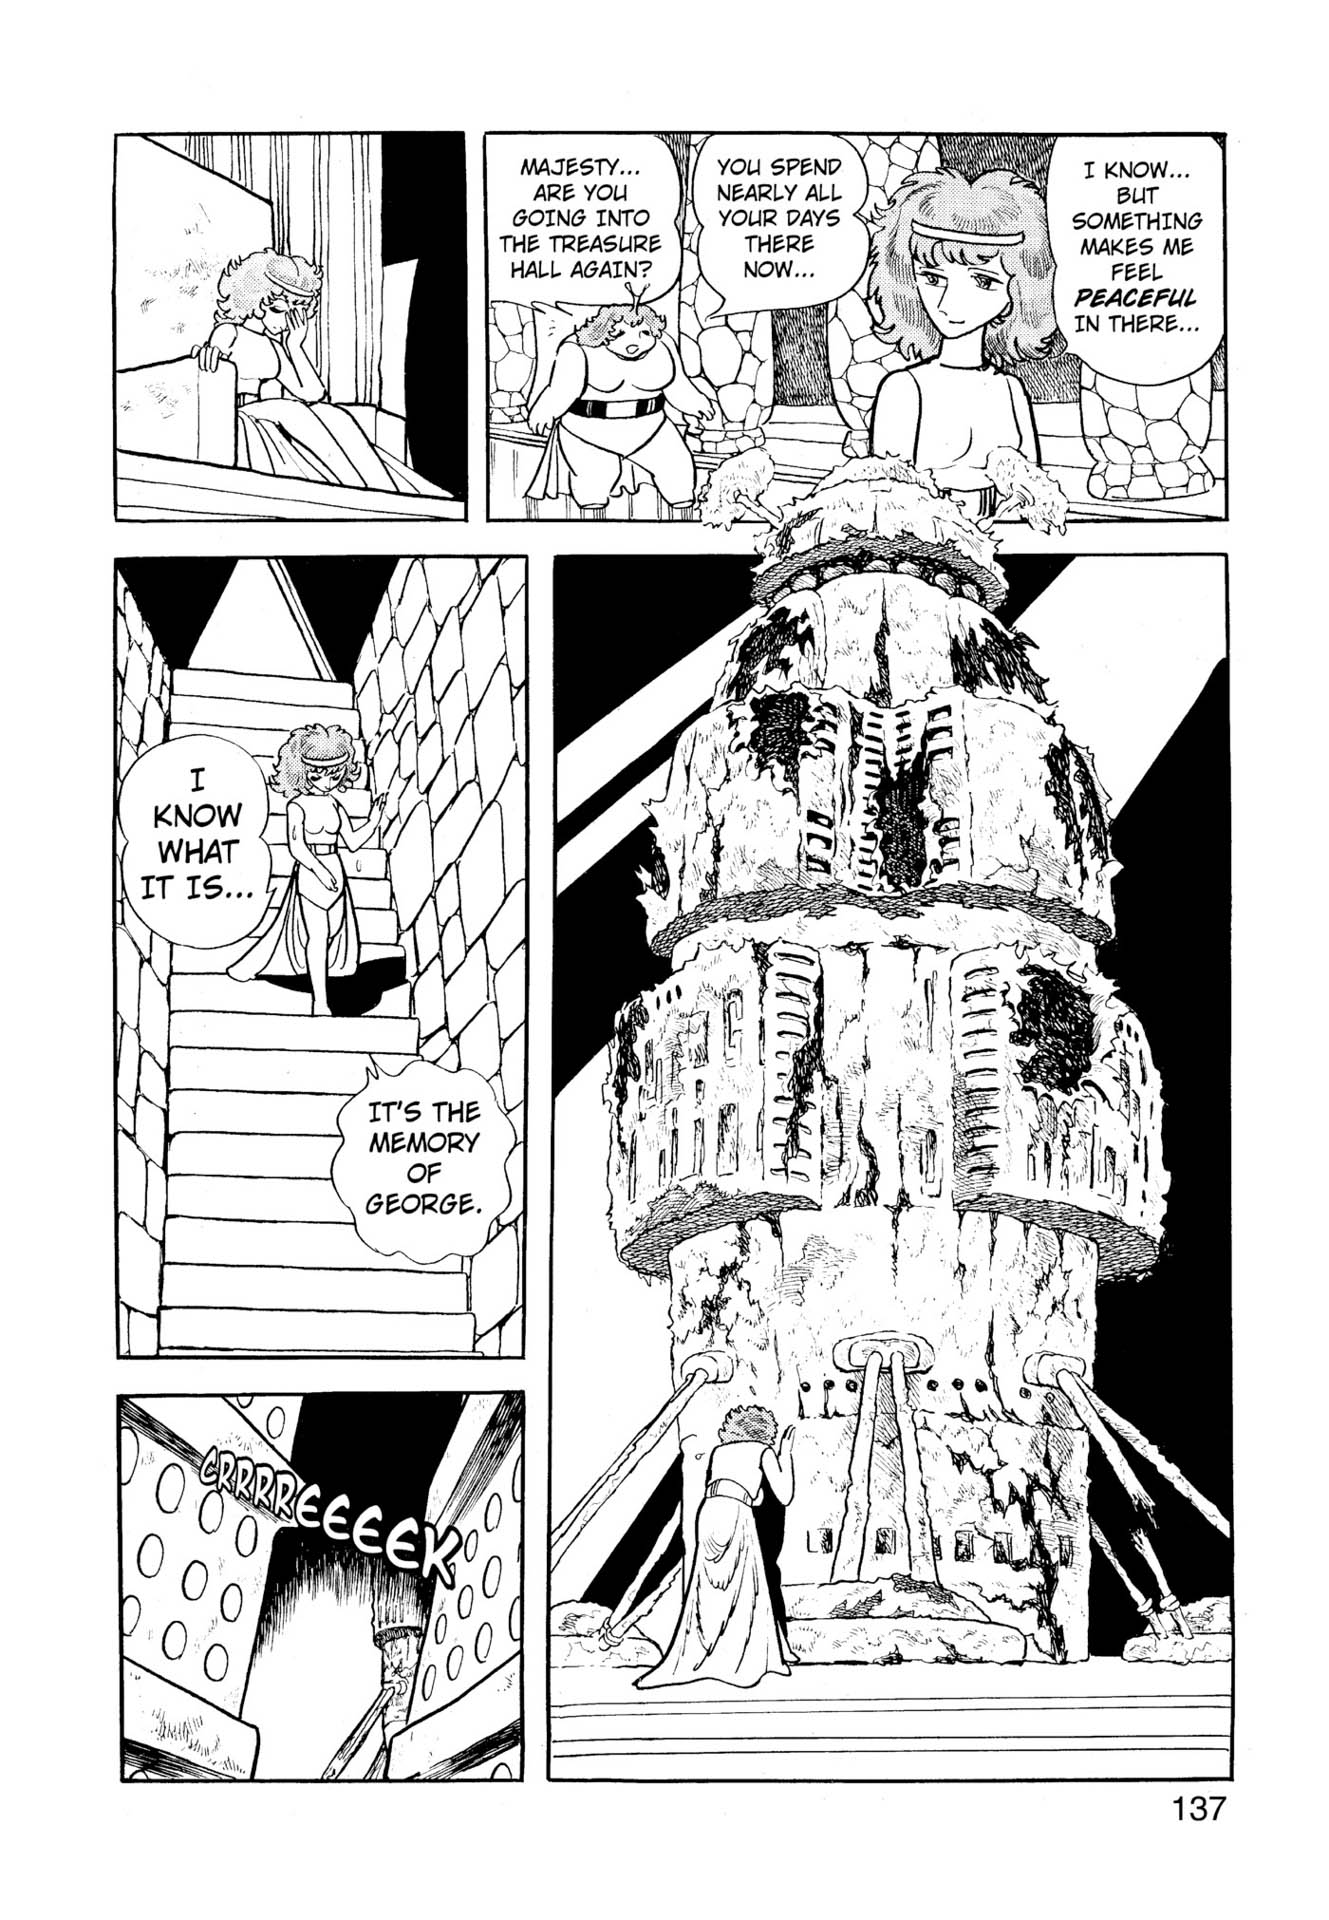 MAJESTY...
ARE YOU
GOING INTO
THE TREASURE
HALL AGAIN?
YOU SPEND
NEARLY ALL
YOUR DAYS
THERE
NOW...
I KNOW...
BUT
SOMETHING
MAKES ME
FEEL
PEACEFUL
IN THERE...
I
KNOW
WHAT
IT IS...
IT'S THE
MEMORY
OF
GEORGE.
CRRRREEEEEK
137